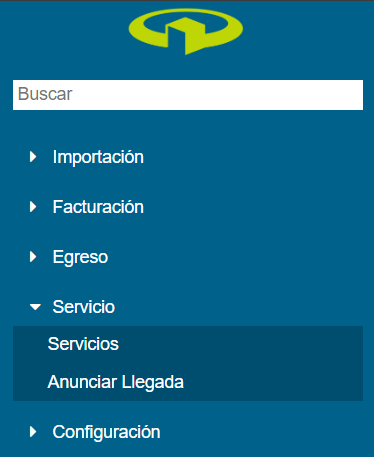 Buscar
Importación
Facturación
Egreso
Servicio
Servicios
Anunciar Llegada
Configuración